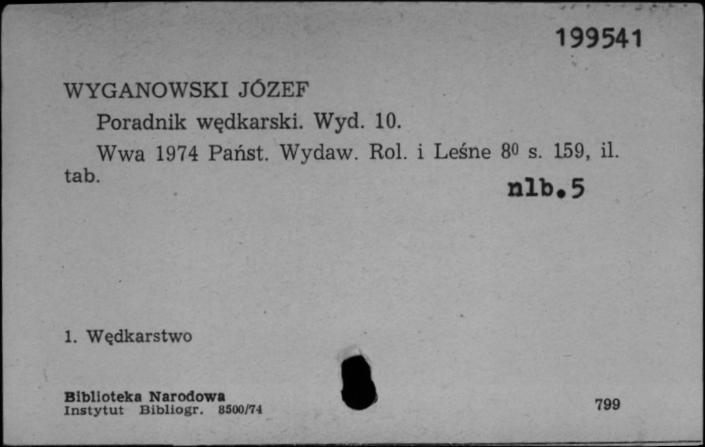 199541
WYGANOWSKI JÓZEF
Poradnik wędkarski. Wyd. 10.
Wwa 1974 Państ. Wydaw. Rol. i Leśne 8⁰ s. 159, il.
tab.
nlb.5
1. Wędkarstwo
Biblioteka Narodowa
Instytut Bibliogr. 8500/74
799